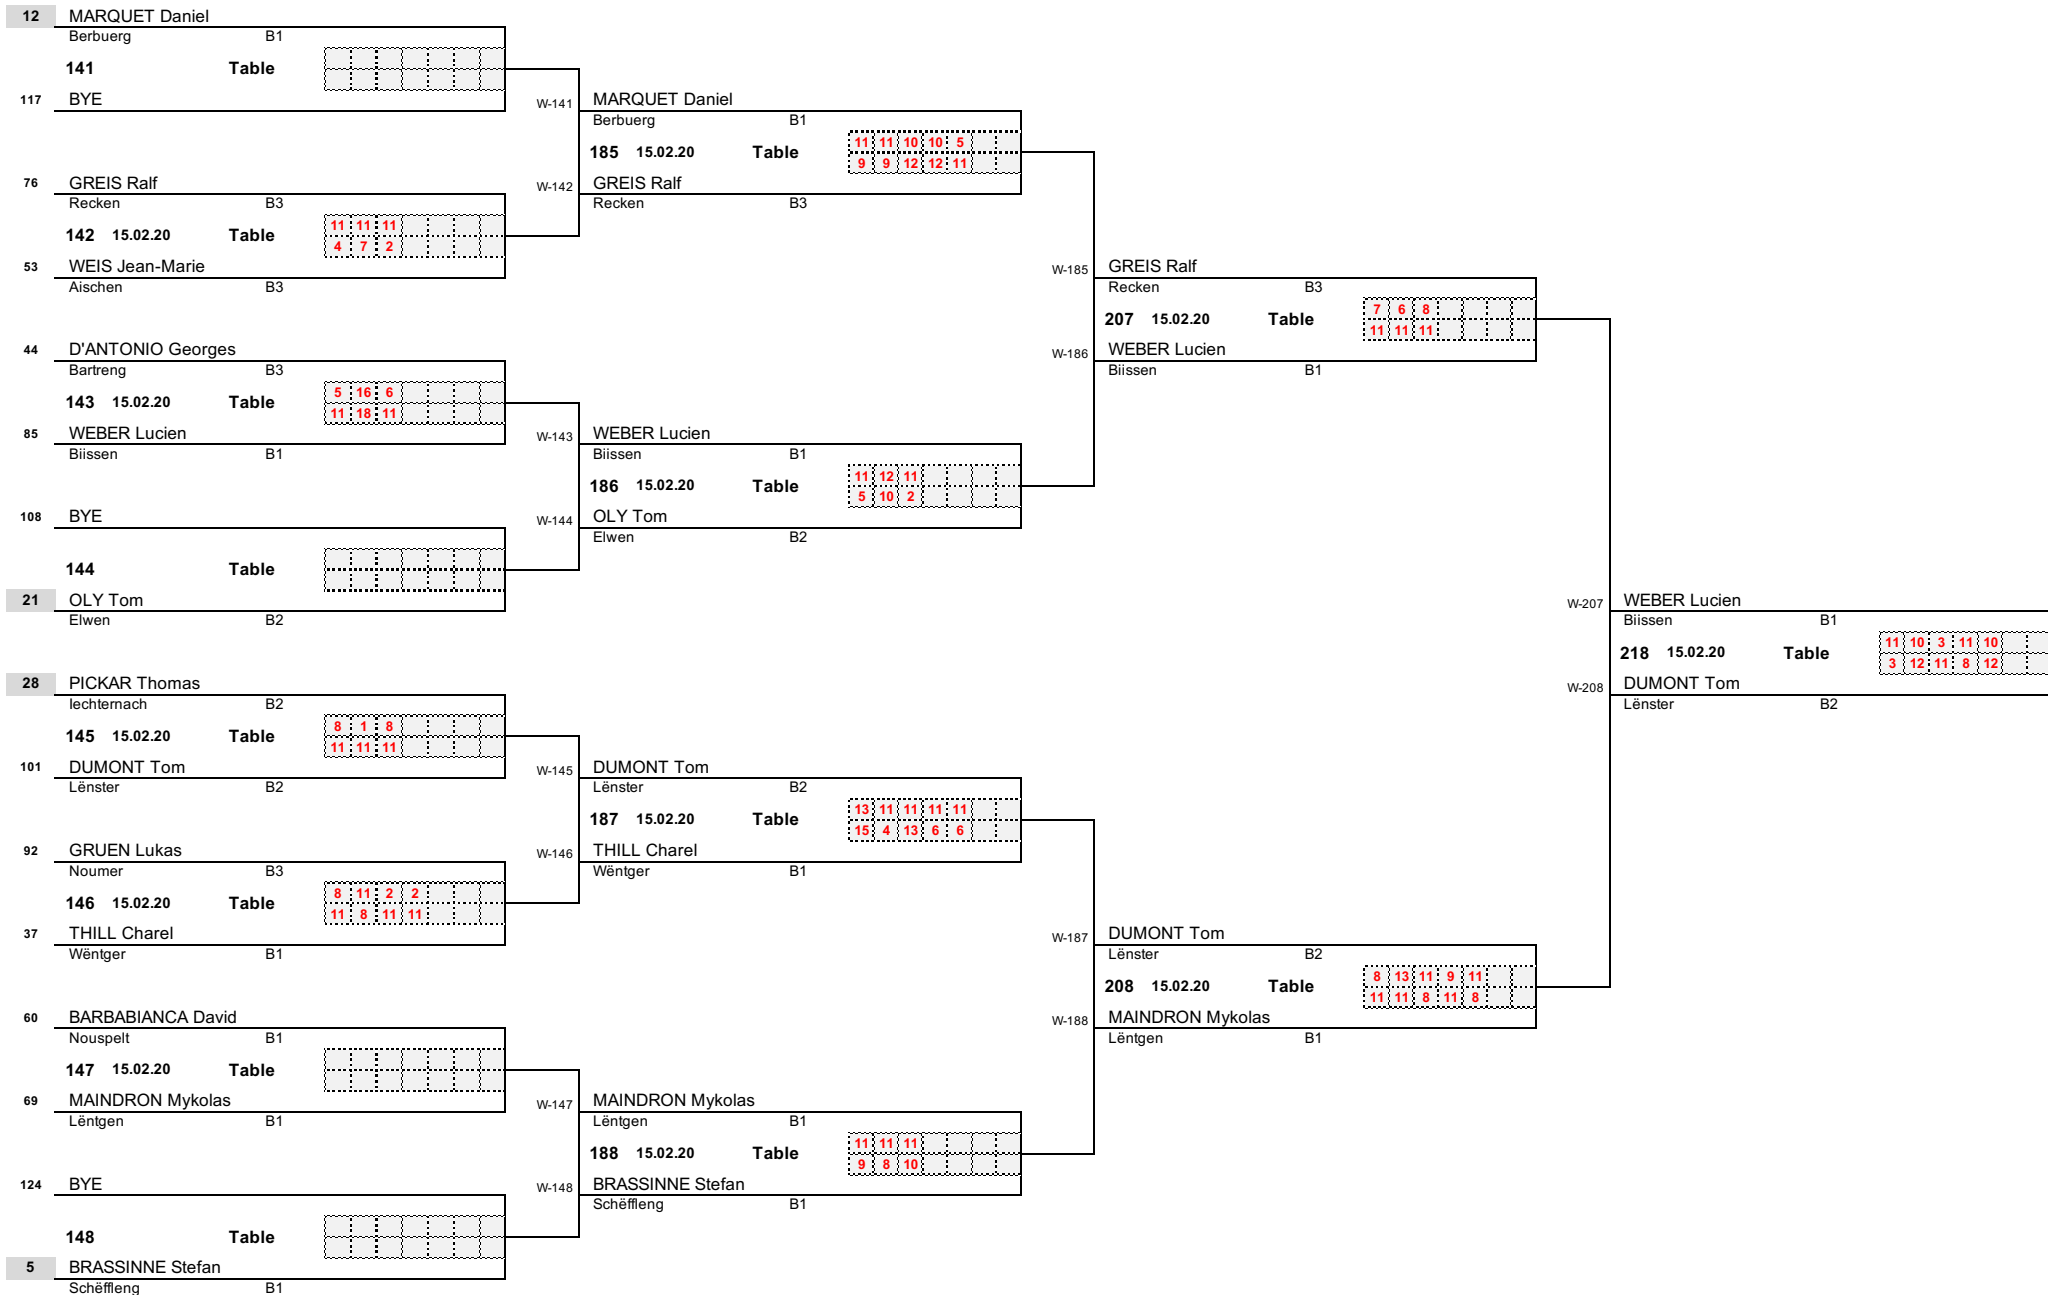 12 MARQUET Daniel
Berbuerg B1
141 Table
117 BYE
76 GREIS Ralf
Recken B3
142 15.02.20 Table
11 11 11
4 7 2
53 WEIS Jean-Marie
Aischen B3
44 D'ANTONIO Georges
Bartreng B3
143 15.02.20 Table
5 16 6
11 18 11
85 WEBER Lucien
Biissen B1
108 BYE
144 Table
21 OLY Tom
Elwen B2
28 PICKAR Thomas
Iechternach B2
145 15.02.20 Table
8 1 8
11 11 11
101 DUMONT Tom
Lënster B2
92 GRUEN Lukas
Noumer B3
146 15.02.20 Table
8 11 2 2
11 8 11 11
37 THILL Charel
Wëntger B1
60 BARBABIANCA David
Nouspelt B1
147 15.02.20 Table
69 MAINDRON Mykolas
Lëntgen B1
124 BYE
148 Table
5 BRASSINNE Stefan
Schëffleng B1
W-141 MARQUET Daniel
Berbuerg B1
185 15.02.20 Table
11 11 10 10 5
9 9 12 12 11
W-142 GREIS Ralf
Recken B3
W-143 WEBER Lucien
Biissen B1
186 15.02.20 Table
11 12 11
5 10 2
W-144 OLY Tom
Elwen B2
W-145 DUMONT Tom
Lënster B2
187 15.02.20 Table
13 11 11 11 11
15 4 13 6 6
W-146 THILL Charel
Wëntger B1
W-147 MAINDRON Mykolas
Lëntgen B1
188 15.02.20 Table
11 11 11
9 8 10
W-148 BRASSINNE Stefan
Schëffleng B1
W-185 GREIS Ralf
Recken B3
207 15.02.20 Table
7 6 8
11 11 11
W-186 WEBER Lucien
Biissen B1
W-187 DUMONT Tom
Lënster B2
208 15.02.20 Table
8 13 11 9 11
11 11 8 11 8
W-188 MAINDRON Mykolas
Lëntgen B1
W-207 WEBER Lucien
Biissen B1
218 15.02.20 Table
11 10 3 11 10
3 12 11 8 12
W-208 DUMONT Tom
Lënster B2